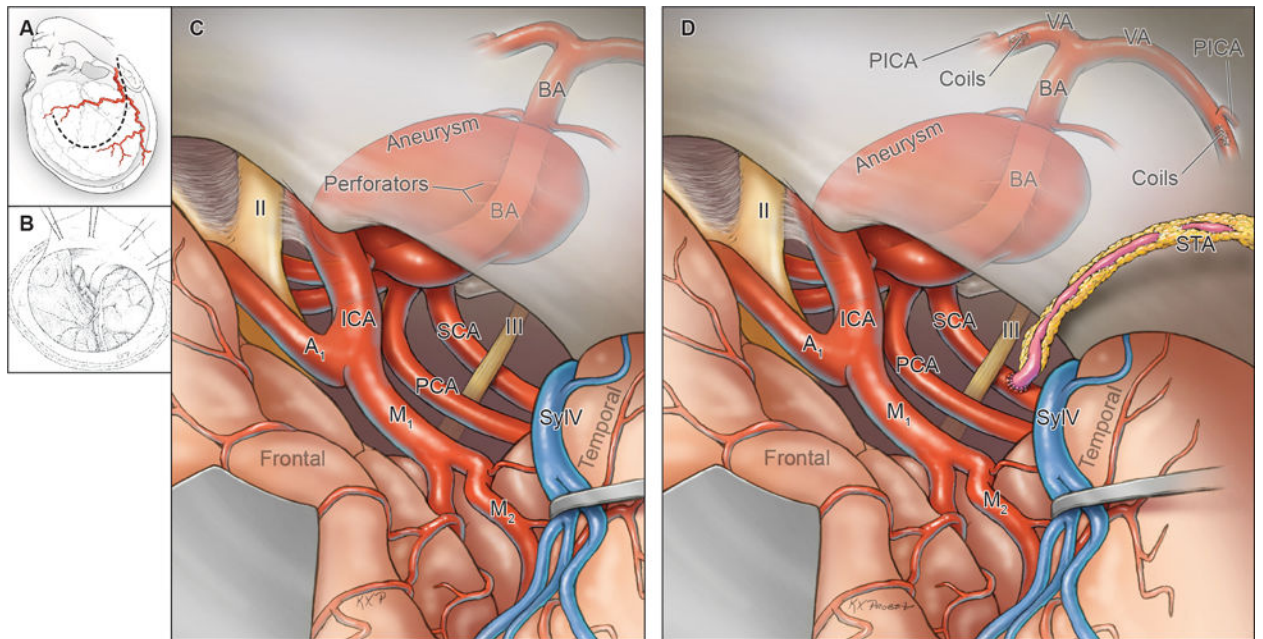 A
B
C
BA
Aneurysm
Perforators
BA
II
ICA
SCA
III
A1
PCA
M1
SylV
Temporal
Frontal
M2
D
VA
VA
PICA
PICA
Coils
BA
Aneurysm
BA
Coils
II
STA
ICA
SCA
III
A1
PCA
M1
SylV
Temporal
Frontal
M2